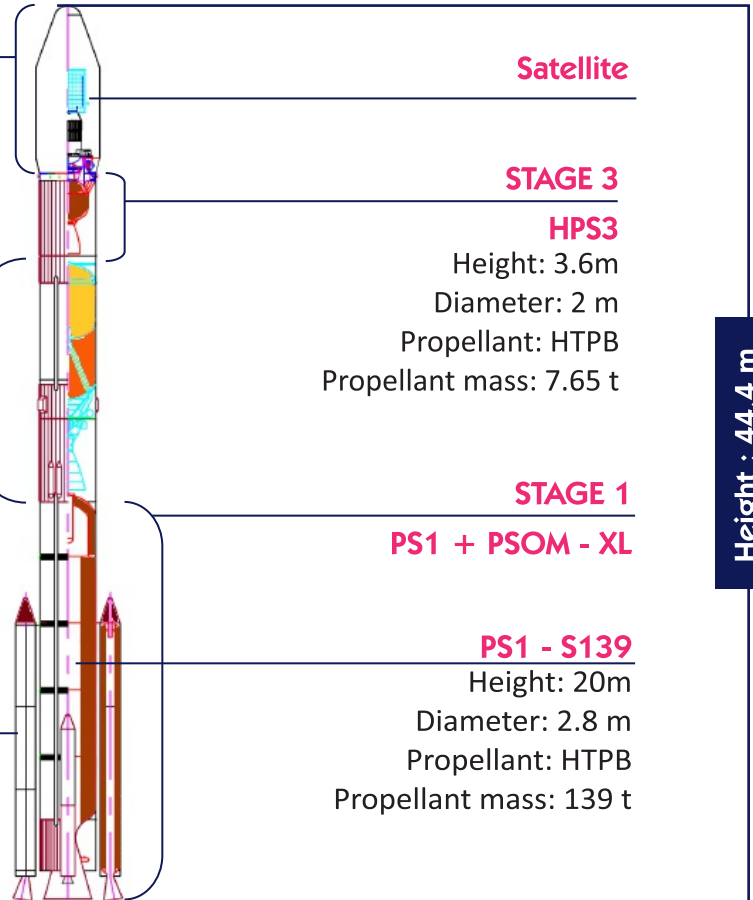 Satellite
STAGE 3
HPS3
Height: 3.6m
Diameter: 2 m
Propellant: HTPB
Propellant mass: 7.65 t
Height : 44.4 m
STAGE 1
PS1 + PSOM - XL
PS1 - S139
Height: 20m
Diameter: 2.8 m
Propellant: HTPB
Propellant mass: 139 t